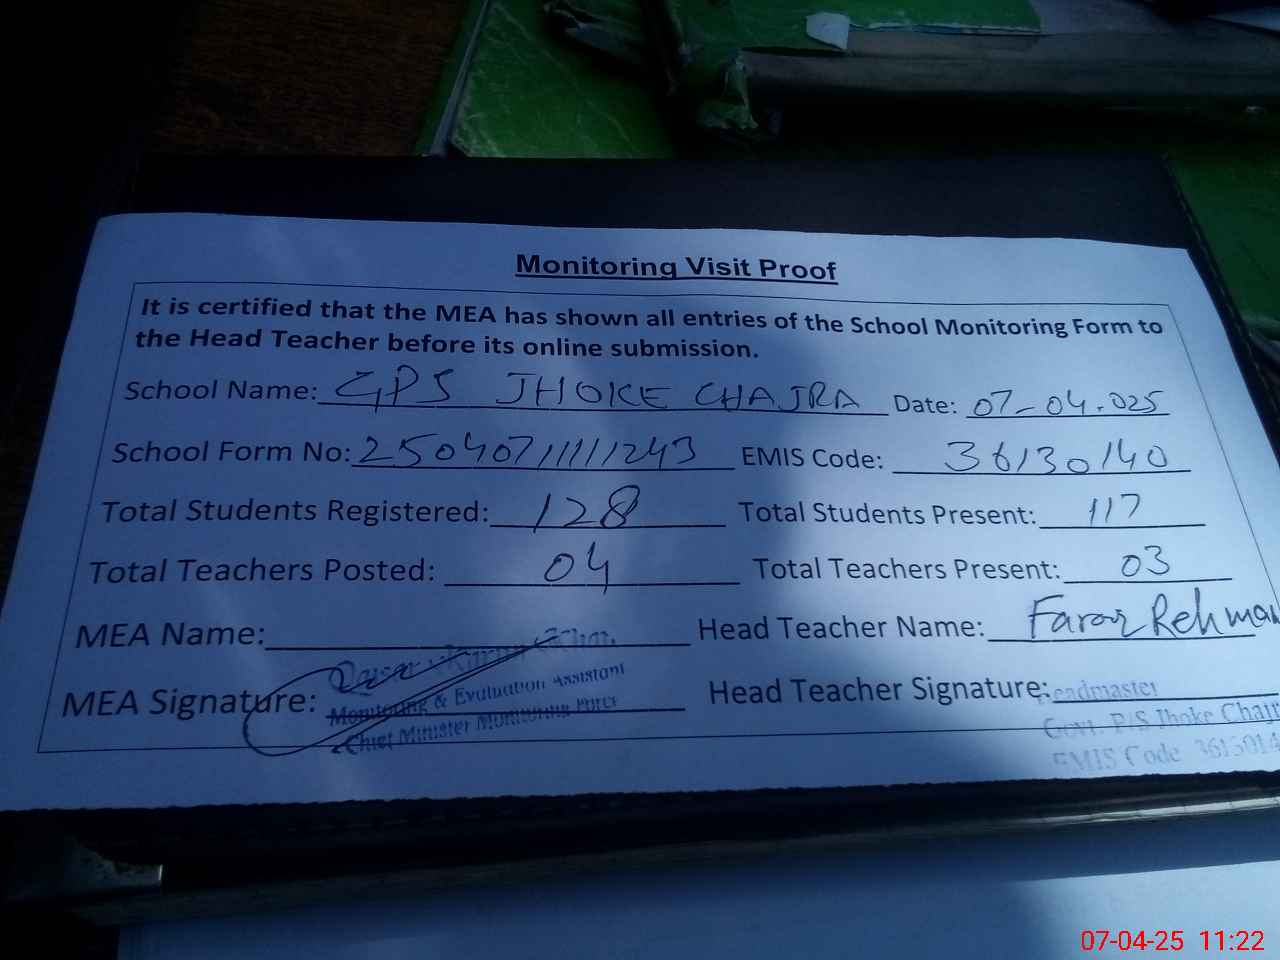 Monitoring Visit Proof
It is certified that the MEA has shown all entries of the School Monitoring Form to
the Head Teacher before its online submission.
School Name: GPS JHOKE CHAJRA Date: 07-04-025
School Form No: 25040711111243 EMIS Code: 36130140
Total Students Registered: 128 Total Students Present: 117
Total Teachers Posted: 04 Total Teachers Present: 03
MEA Name: Head Teacher Name: Faraz Rehman
MEA Signature: Head Teacher Signature:
Monitoring & Evaluation Assistant
Chief Minister Monitoring Force
eadmaster
Govt. P/S Jhoke Chajr
EMIS Code 3613014
07-04-25 11:22